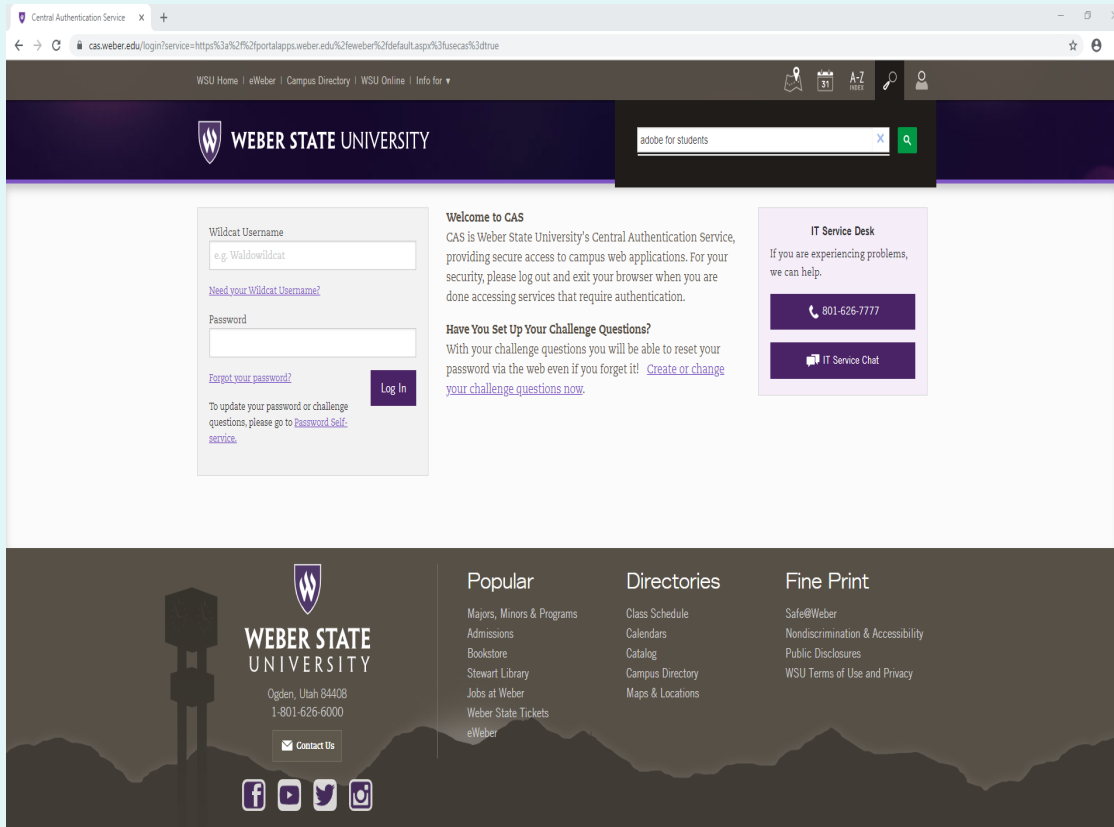 Central Authentication Service
cas.weber.edu/login?service=https%3a%2f%2fportalapps.weber.edu%2feweber%2fdefault.aspx%3fusecas%3dtrue
WSU Home | eWeber | Campus Directory | WSU Online | Info for ▾
31
A-Z
INDEX
WEBER STATE UNIVERSITY
adobe for students
Wildcat Username
e.g. Waldowildcat
Need your Wildcat Username?
Password
Forgot your password?
Log In
To update your password or challenge
questions, please go to Password Self-
service.
Welcome to CAS
CAS is Weber State University's Central Authentication Service,
providing secure access to campus web applications. For your
security, please log out and exit your browser when you are
done accessing services that require authentication.
Have You Set Up Your Challenge Questions?
With your challenge questions you will be able to reset your
password via the web even if you forget it! Create or change
your challenge questions now.
IT Service Desk
If you are experiencing problems,
we can help.
801-626-7777
IT Service Chat
WEBER STATE
UNIVERSITY
Ogden, Utah 84408
1-801-626-6000
Contact Us
Popular
Majors, Minors & Programs
Admissions
Bookstore
Stewart Library
Jobs at Weber
Weber State Tickets
eWeber
Directories
Class Schedule
Calendars
Catalog
Campus Directory
Maps & Locations
Fine Print
Safe@Weber
Nondiscrimination & Accessibility
Public Disclosures
WSU Terms of Use and Privacy